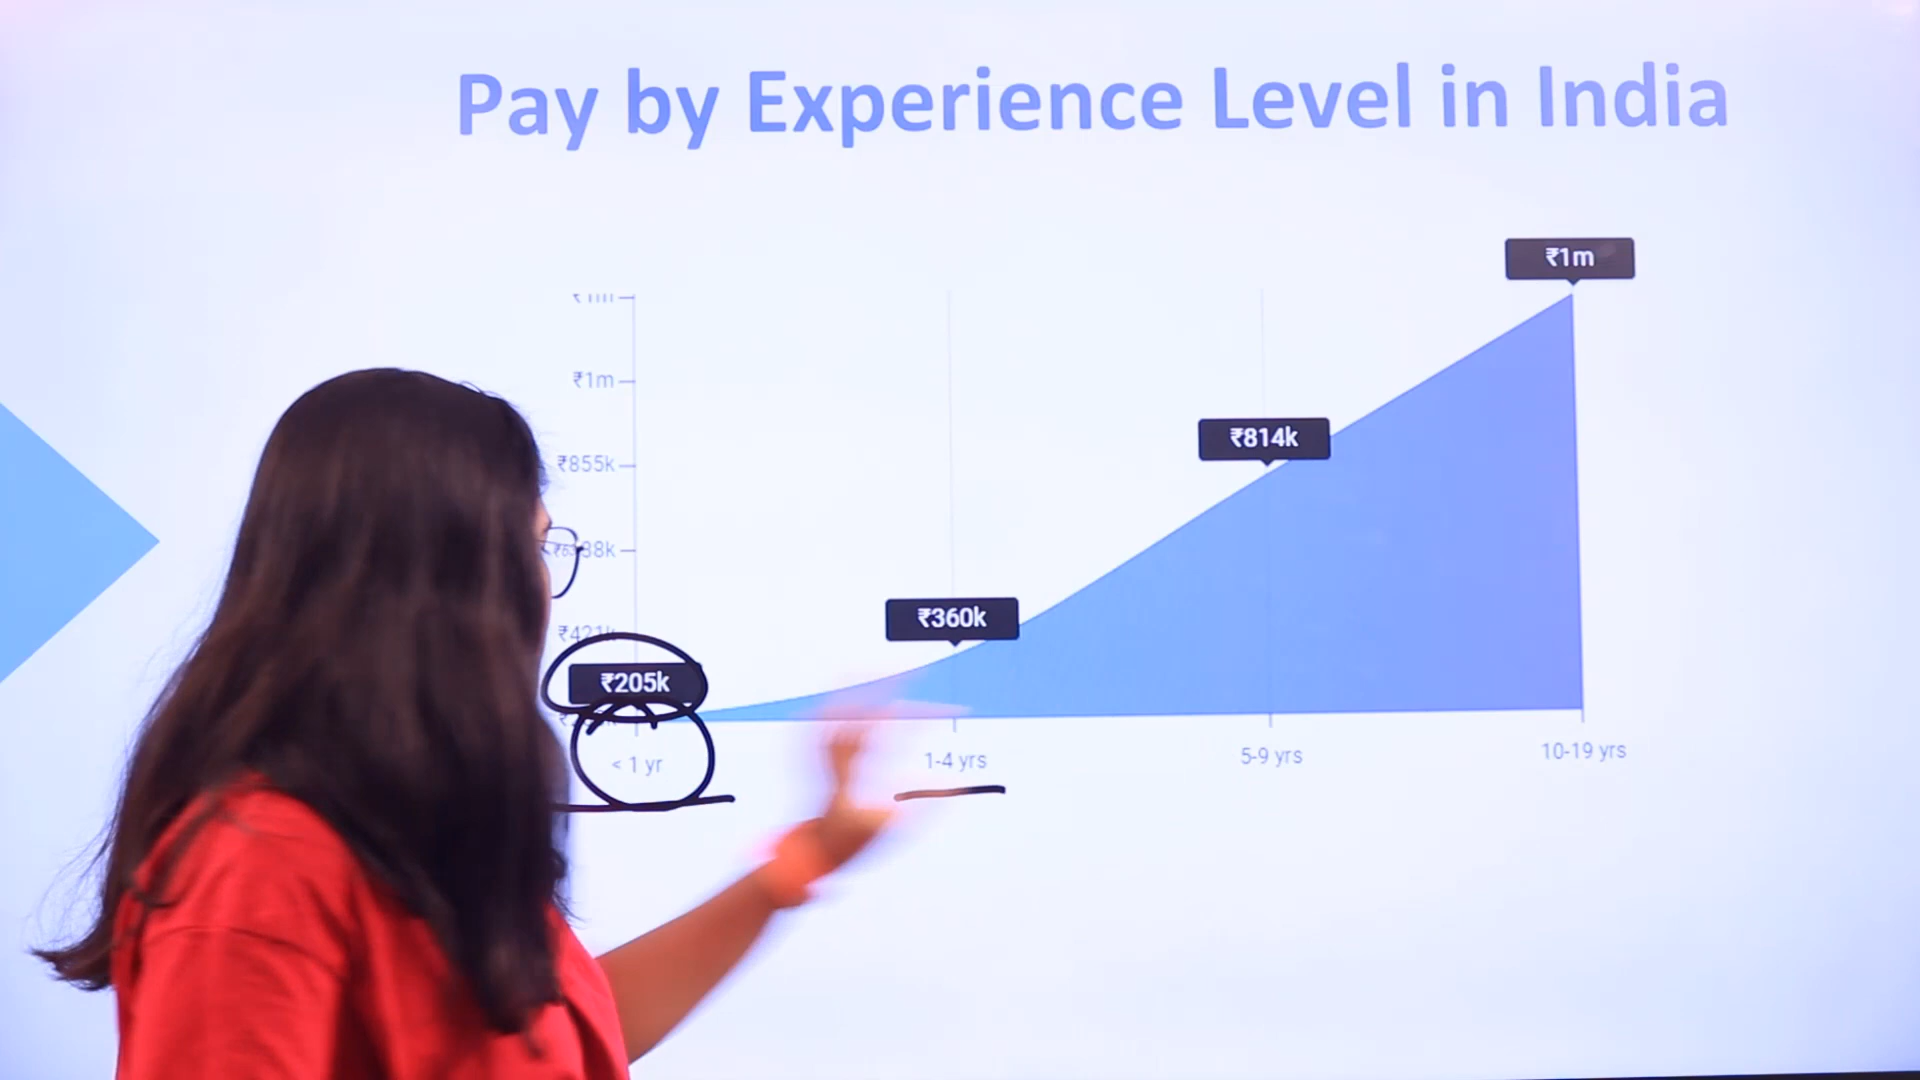 Pay by Experience Level in India
₹1m
₹1m
₹855k
₹814k
₹360k
₹205k
< 1 yr
1-4 yrs
5-9 yrs
10-19 yrs